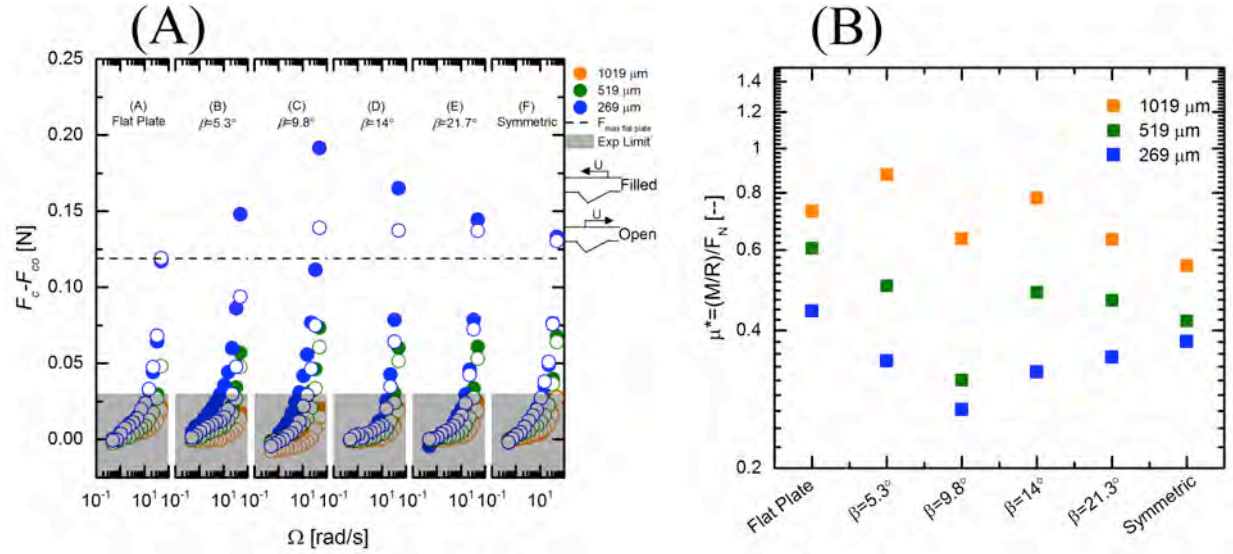 (A)
0.25
0.20
0.15
0.10
0.05
0.00
F_c-F_co [N]
(A)
Flat Plate
(B)
β=5.3°
(C)
β=9.8°
(D)
β=14°
(E)
β=21.7°
(F)
Symmetric
1019 μm
519 μm
269 μm
F_max flat plate
Exp Limit
U
Filled
U
Open
10^-1 10^1 10^-1 10^1 10^-1 10^1 10^-1 10^1 10^-1 10^1 10^-1 10^1
Ω [rad/s]
(B)
1.4
1.2
1
0.8
0.6
0.4
0.2
μ*=(M/R)/F_N [--]
1019 μm
519 μm
269 μm
Flat Plate
β=5.3°
β=9.8°
β=14°
β=21.3°
Symmetric